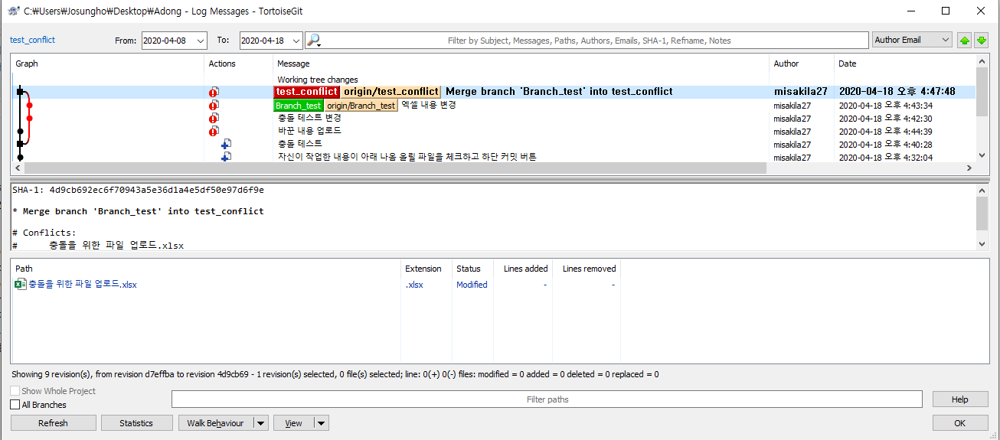 C:₩Users₩Josungho₩Desktop₩Adong - Log Messages - TortoiseGit
test_conflict From: 2020-04-08 To: 2020-04-18 Filter by Subject, Messages, Paths, Authors, Emails, SHA-1, Refname, Notes Author Email
Graph Actions Message Author Date
Working tree changes
test_conflict origin/test_conflict Merge branch 'Branch_test' into test_conflict misakila27 2020-04-18 오후 4:47:48
Branch_test origin/Branch_test 엑셀 내용 변경 misakila27 2020-04-18 오후 4:43:34
충돌 테스트 변경 misakila27 2020-04-18 오후 4:42:30
바꾼 내용 업로드 misakila27 2020-04-18 오후 4:44:39
충돌 테스트 misakila27 2020-04-18 오후 4:40:28
자신이 작업한 내용이 아래 나옴 올릴 파일을 체크하고 하단 커밋 버튼 misakila27 2020-04-18 오후 4:32:04
SHA-1: 4d9cb692ec6f70943a5e36d1a4e5df50e97d6f9e
* Merge branch 'Branch_test' into test_conflict
# Conflicts:
# 충돌을 위한 파일 업로드.xlsx
Path Extension Status Lines added Lines removed
충돌을 위한 파일 업로드.xlsx .xlsx Modified - -
Showing 9 revision(s), from revision d7effba to revision 4d9cb69 - 1 revision(s) selected, 0 file(s) selected; line: 0(+) 0(-) files: modified = 0 added = 0 deleted = 0 replaced = 0
Show Whole Project
All Branches Filter paths Help
Refresh Statistics Walk Behaviour View OK